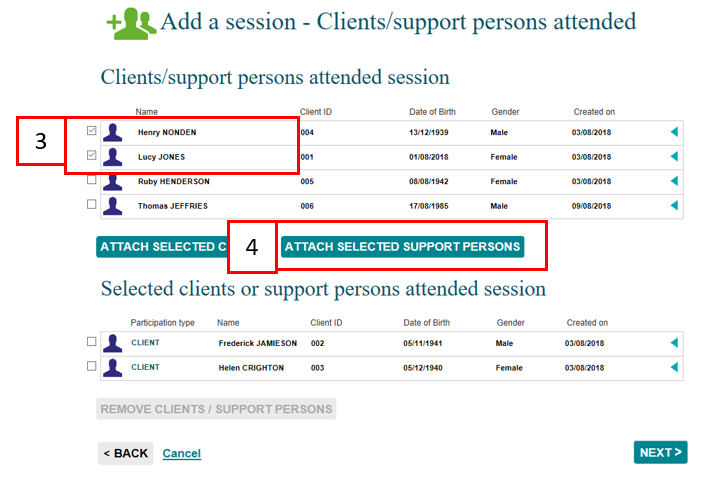 Add a session - Clients/support persons attended
Clients/support persons attended session
Name Client ID Date of Birth Gender Created on
3
Henry NONDEN 004 13/12/1939 Male 03/08/2018
Lucy JONES 001 01/08/2018 Female 03/08/2018
Ruby HENDERSON 005 08/08/1942 Female 03/08/2018
Thomas JEFFRIES 006 17/08/1985 Male 09/08/2018
ATTACH SELECTED C 4 ATTACH SELECTED SUPPORT PERSONS
Selected clients or support persons attended session
Participation type Name Client ID Date of Birth Gender Created on
CLIENT Frederick JAMIESON 002 05/11/1941 Male 03/08/2018
CLIENT Helen CRIGHTON 003 05/12/1940 Female 03/08/2018
REMOVE CLIENTS / SUPPORT PERSONS
< BACK Cancel NEXT >